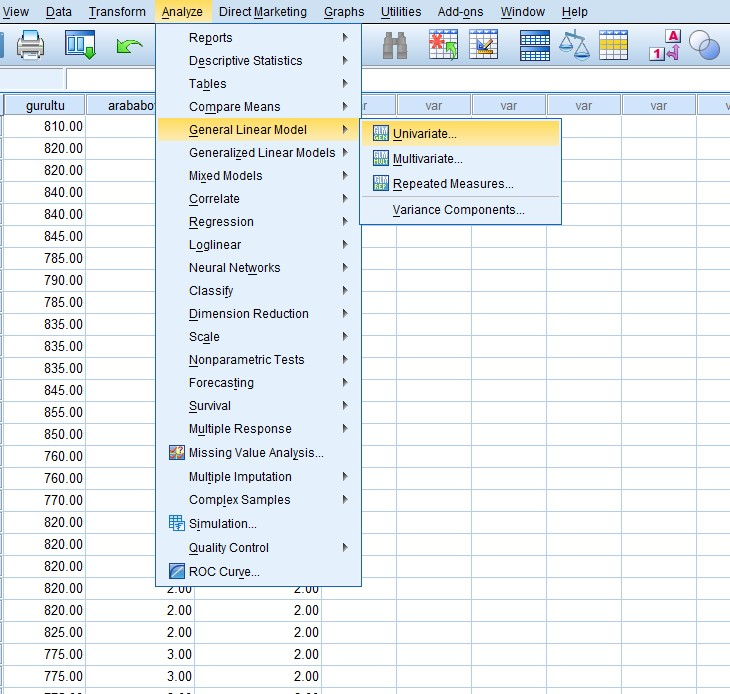 View Data Transform Analyze Direct Marketing Graphs Utilities Add-ons Window Help
gurultu
var var var var
810.00
820.00
820.00
840.00
840.00
845.00
785.00
790.00
785.00
835.00
835.00
835.00
845.00
855.00
850.00
760.00
760.00
770.00
820.00
820.00
820.00
820.00 2.00 2.00
820.00 2.00 2.00
825.00 2.00 2.00
775.00 3.00 2.00
775.00 3.00 2.00
Reports
Descriptive Statistics
Tables
Compare Means
General Linear Model
Generalized Linear Models
Mixed Models
Correlate
Regression
Loglinear
Neural Networks
Classify
Dimension Reduction
Scale
Nonparametric Tests
Forecasting
Survival
Multiple Response
Missing Value Analysis...
Multiple Imputation
Complex Samples
Simulation...
Quality Control
ROC Curve...
Univariate...
Multivariate...
Repeated Measures...
Variance Components...